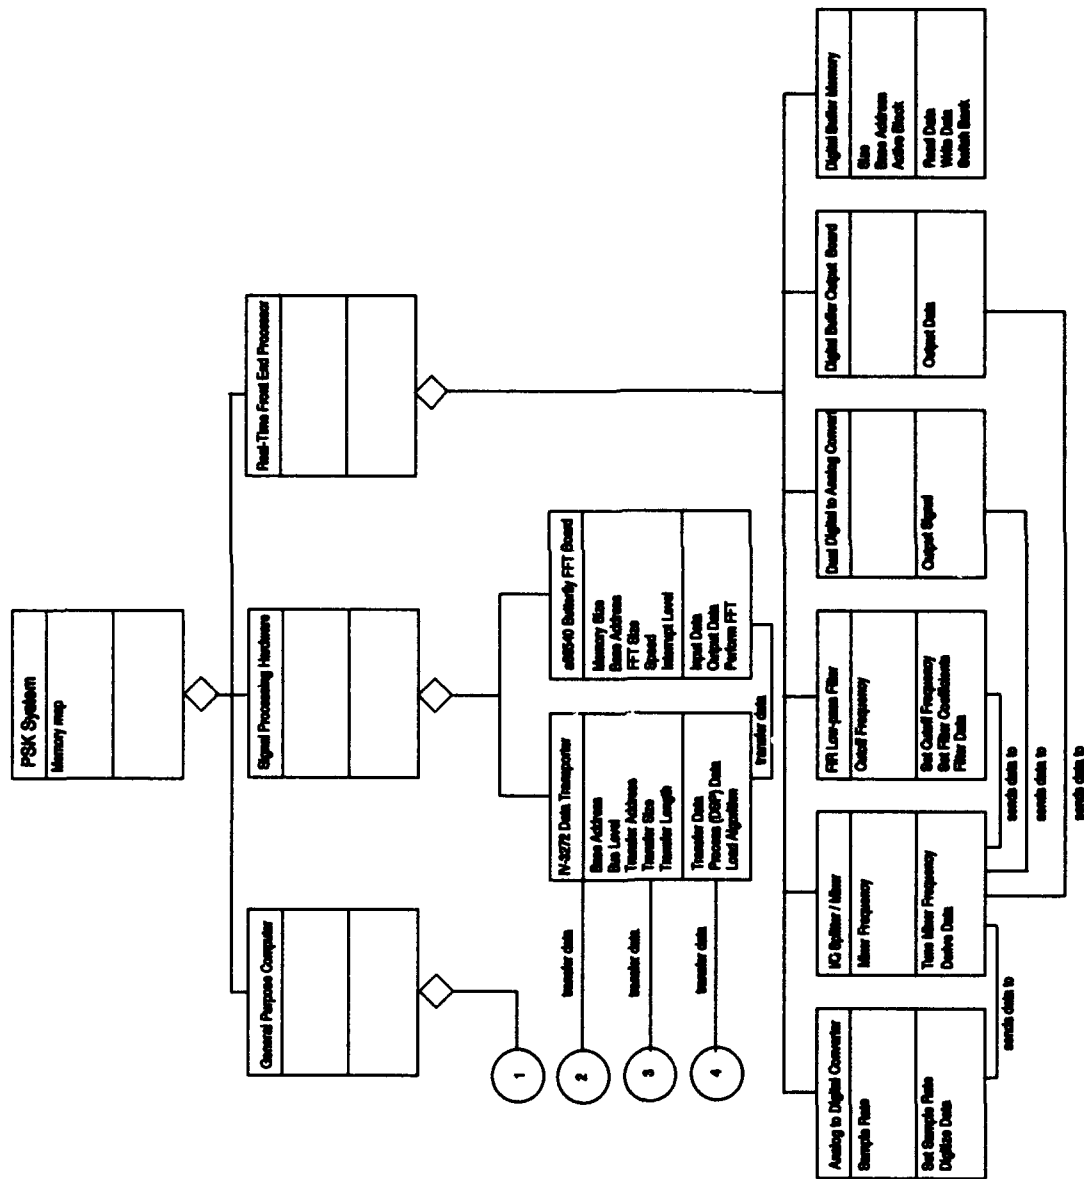 PSK System
Memory map
General Purpose Computer
Signal Processing Hardware
Real-Time Front End Processor
1
2
3
4
transfer data
transfer data
transfer data
IV-3272 Data Transporter
Base Address
Bus Level
Transfer Address
Transfer Size
Transfer Length
Transfer Data
Process (DSP) Data
Load Algorithm
a66540 Butterfly FFT Board
Memory Size
Base Address
FFT Size
Speed
Interrupt Level
Input Data
Output Data
Perform FFT
transfer data
Analog to Digital Converter
Sample Rate
Set Sample Rate
Digitize Data
I/Q Splitter / Mixer
Mixer Frequency
Tune Mixer Frequency
Derive Data
FIR Low-pass Filter
Cutoff Frequency
Set Cutoff Frequency
Set Filter Coefficients
Filter Data
Dual Digital to Analog Convert
Output Signal
Digital Buffer Output Board
Output Data
Digital Buffer Memory
Size
Base Address
Active Block
Read Data
Write Data
Switch Bank
sends data to
sends data to
sends data to
sends data to